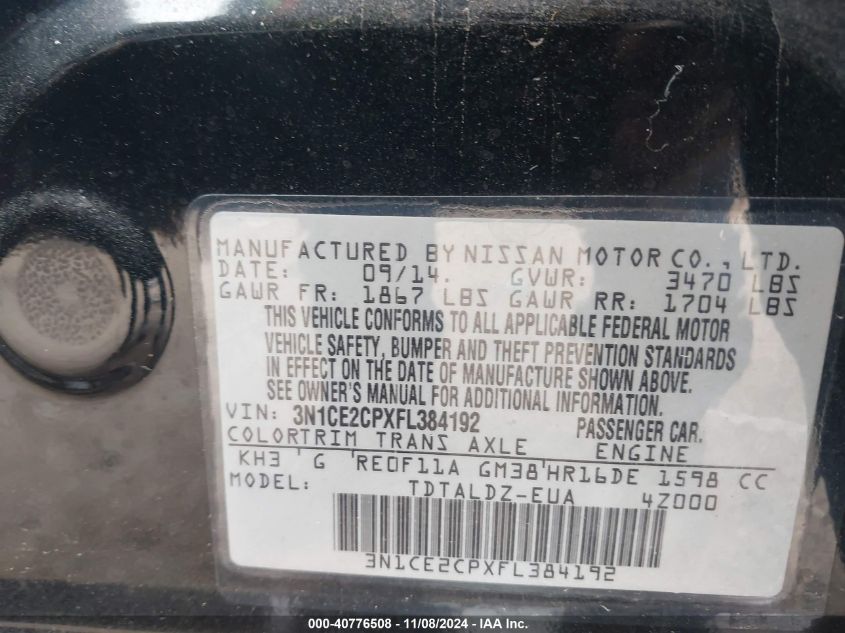 MANUFACTURED BY NISSAN MOTOR CO., LTD.
DATE: 09/14. GVWR: 3470 LBS
GAWR FR: 1867 LBS GAWR RR: 1704 LBS
THIS VEHICLE CONFORMS TO ALL APPLICABLE FEDERAL MOTOR
VEHICLE SAFETY, BUMPER AND THEFT PREVENTION STANDARDS
IN EFFECT ON THE DATE OF MANUFACTURE SHOWN ABOVE.
SEE OWNER'S MANUAL FOR ADDITIONAL INFORMATION.
VIN: 3N1CE2CPXFL384192 PASSENGER CAR.
COLORTRIM TRANS AXLE ENGINE
KH3 ' G 'RE0F11A GM38'HR16DE 1598 CC
MODEL: TDTALDZ-EUA 4Z000
3N1CE2CPXFL384192
000-40776508 - 11/08/2024 - IAA Inc.